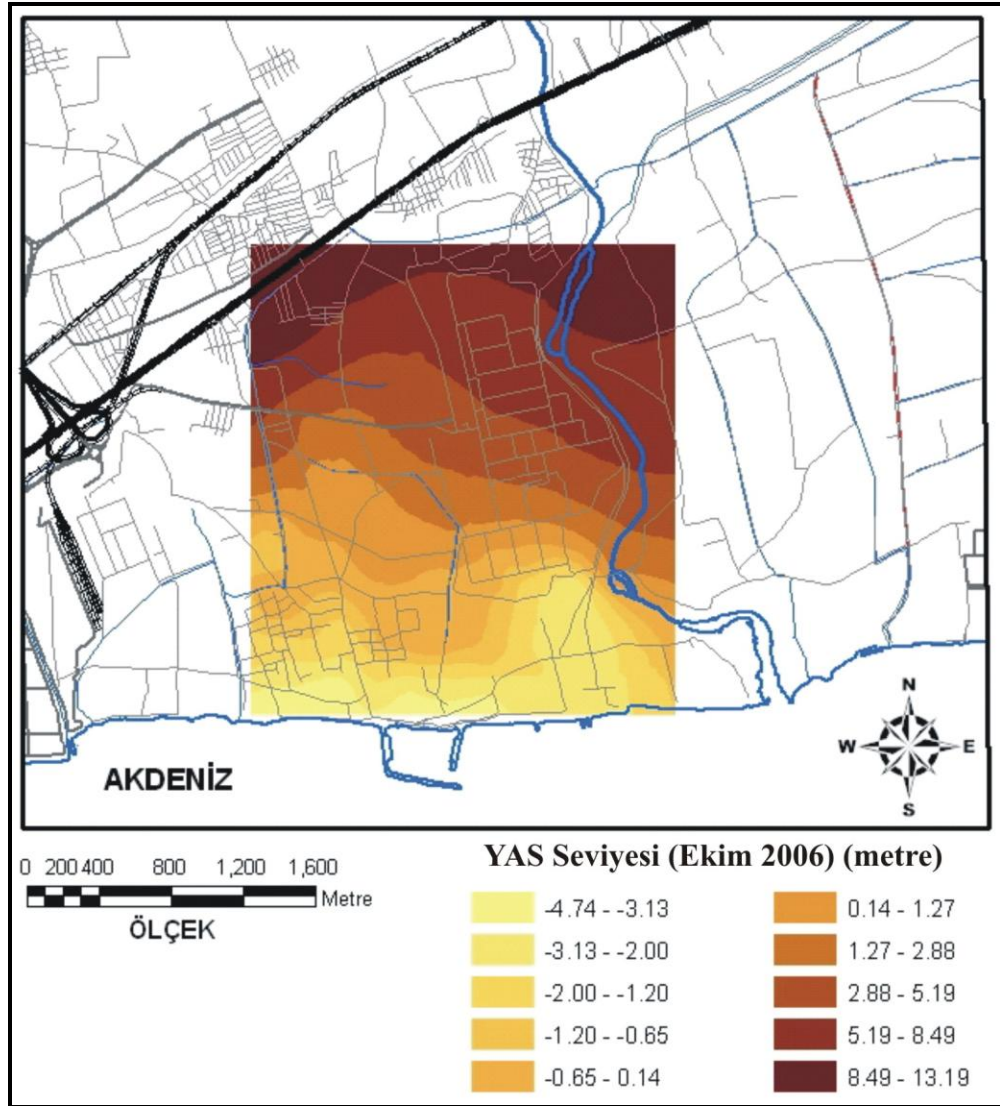 N
W E
S
AKDENİZ
0 200 400 800 1,200 1,600
Metre
ÖLÇEK
YAS Seviyesi (Ekim 2006) (metre)
-4.74 - -3.13
-3.13 - -2.00
-2.00 - -1.20
-1.20 - -0.65
-0.65 - 0.14
0.14 - 1.27
1.27 - 2.88
2.88 - 5.19
5.19 - 8.49
8.49 - 13.19